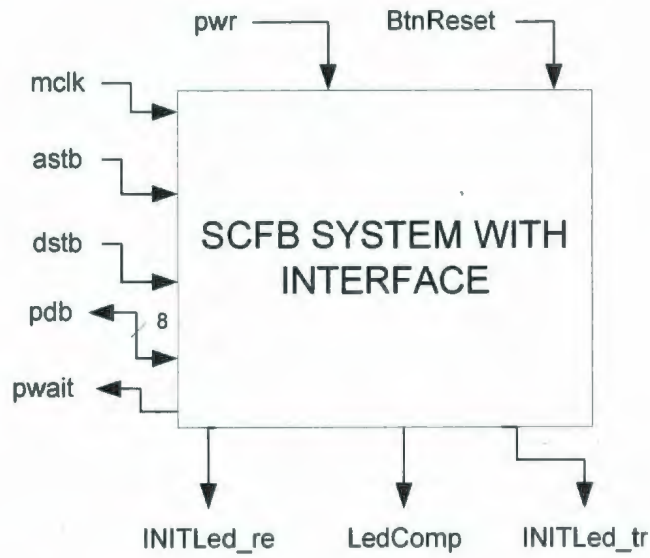 pwr
BtnReset
mclk
astb
SCFB SYSTEM WITH
INTERFACE
dstb
pdb
8
pwait
INITLed_re
LedComp
INITLed_tr